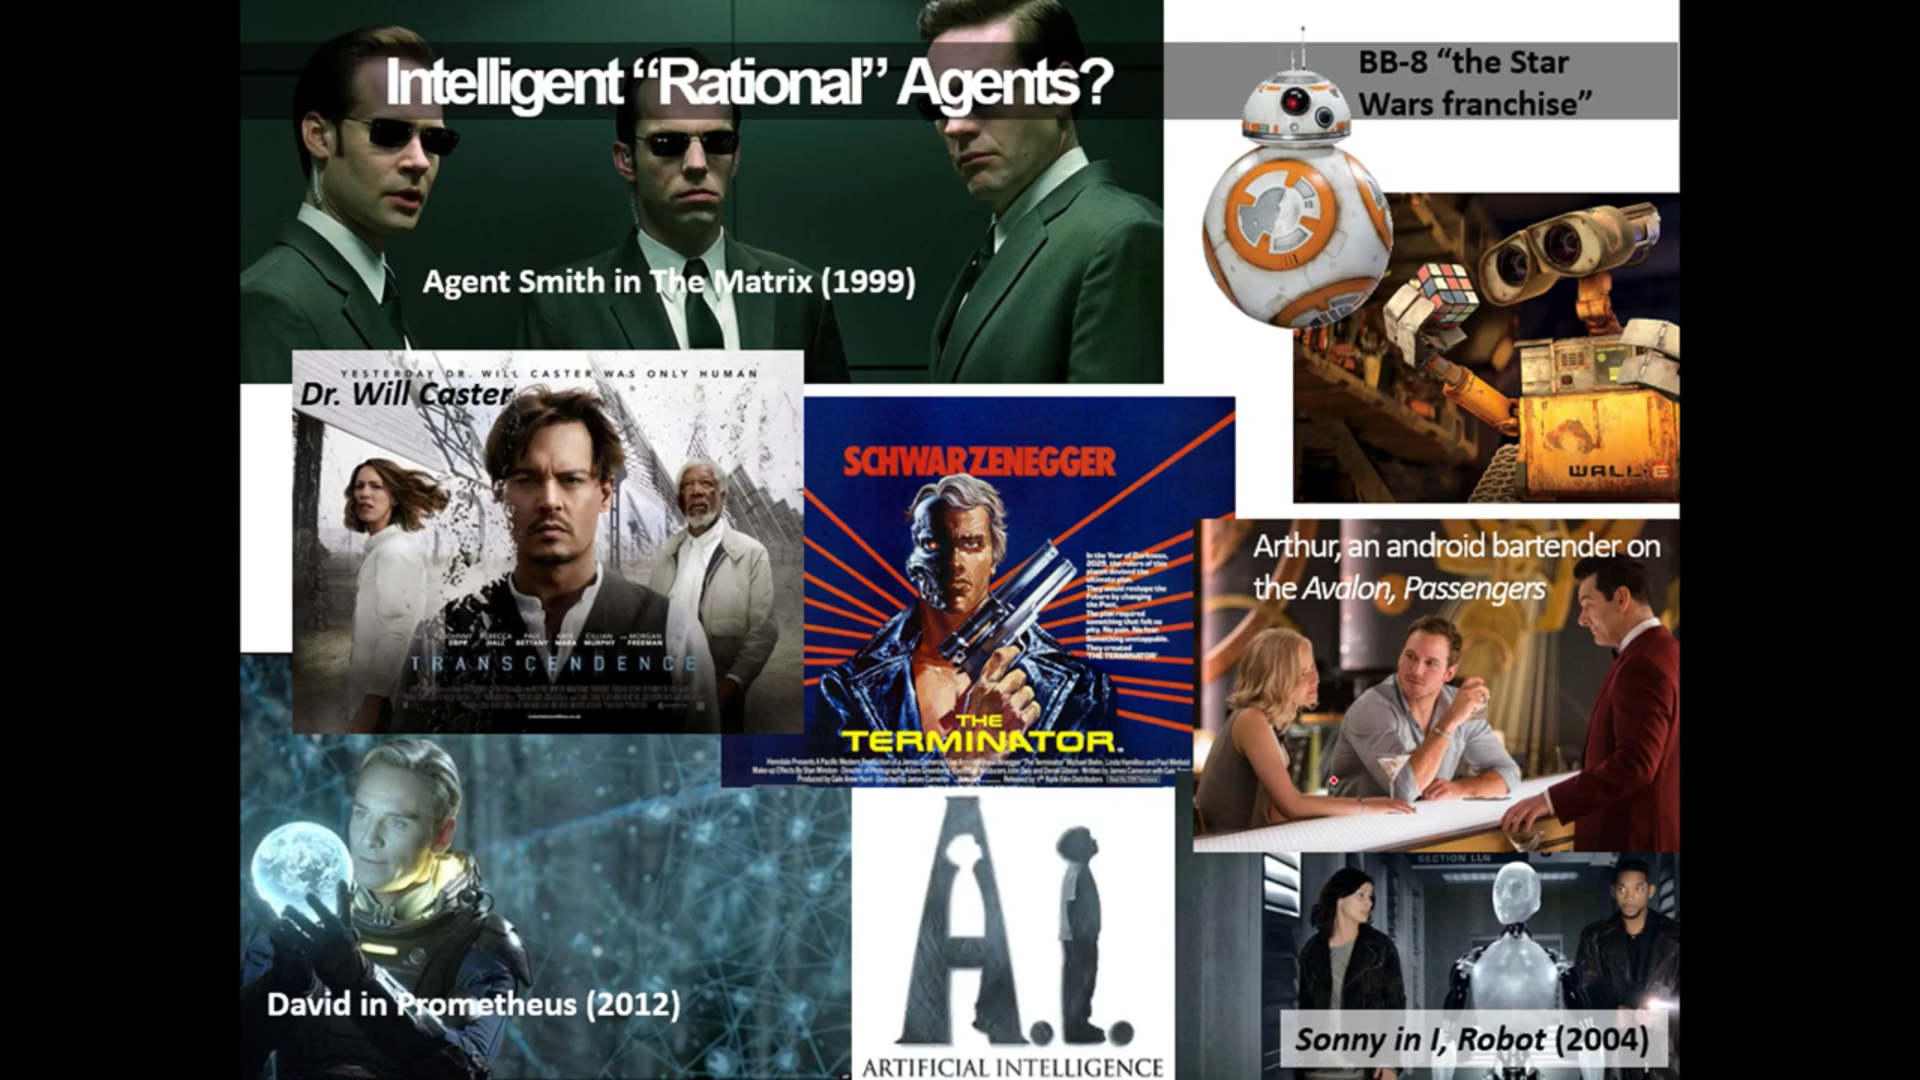 Intelligent “Rational” Agents?
BB-8 “the Star
Wars franchise”
Agent Smith in The Matrix (1999)
YESTERDAY DR. WILL CASTER WAS ONLY HUMAN
Dr. Will Caster
WALL·E
SCHWARZENEGGER
In the Year of Darkness,
2029, the rulers of this
planet devised the
ultimate plan.
They would reshape the
Future by changing
the Past.
The plan required
something that felt no
pity. No pain. No fear.
Something unstoppable.
They created
'THE TERMINATOR'
Arthur, an android bartender on
the Avalon, Passengers
JOHNNY DEPP REBECCA HALL PAUL BETTANY KATE MARA CILLIAN MURPHY AND MORGAN FREEMAN
TRANSCENDENCE
THE
TERMINATOR
David in Prometheus (2012)
A.I.
ARTIFICIAL INTELLIGENCE
SECTION LLN
Sonny in I, Robot (2004)